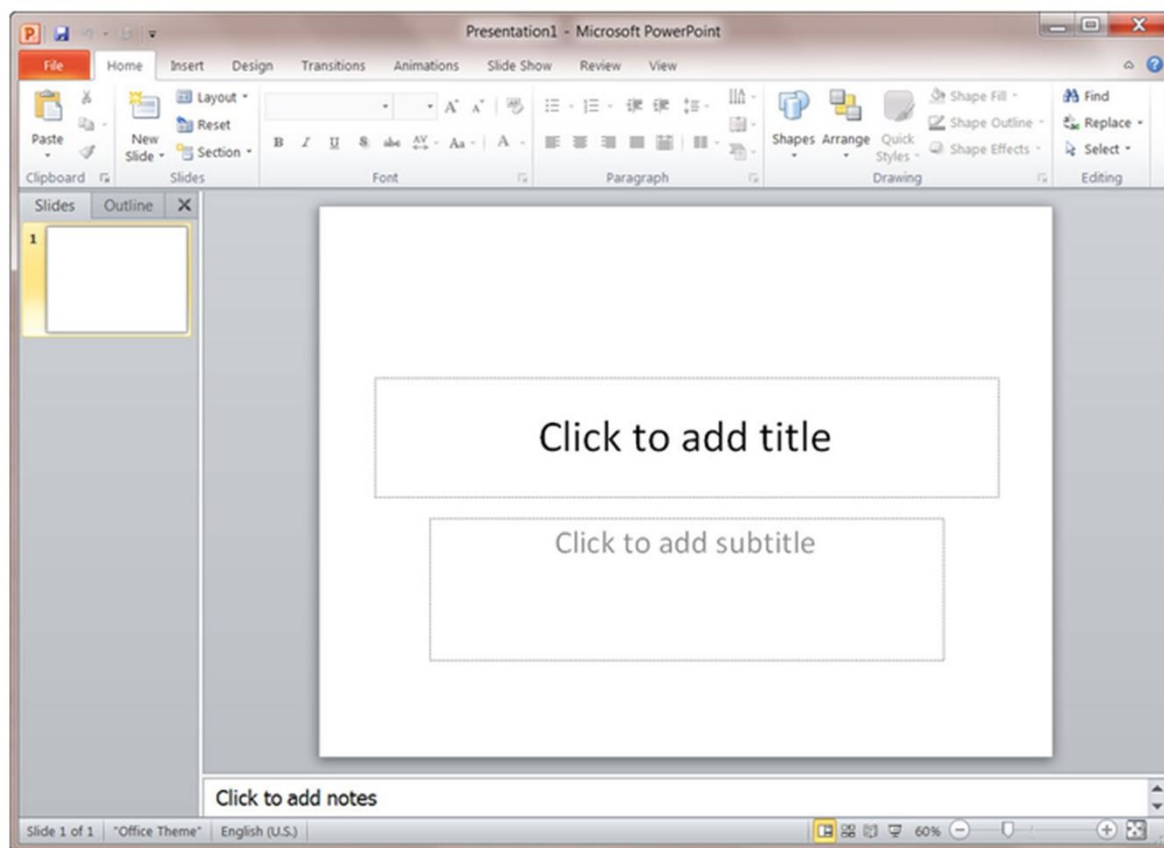 Presentation1 - Microsoft PowerPoint
File Home Insert Design Transitions Animations Slide Show Review View
Paste
Clipboard
New Slide
Layout
Reset
Section
Slides
B I U S abc AV Aa A
Font
Paragraph
Shapes
Arrange
Quick Styles
Shape Fill
Shape Outline
Shape Effects
Drawing
Find
Replace
Select
Editing
Slides Outline
1
Click to add title
Click to add subtitle
Click to add notes
Slide 1 of 1 "Office Theme" English (U.S.) 60%